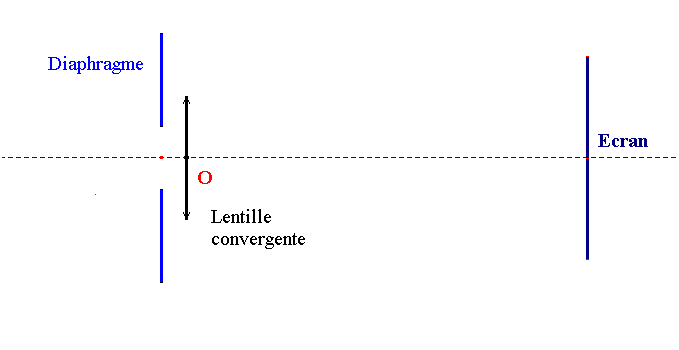 Diaphragme
Ecran
O
Lentille
convergente